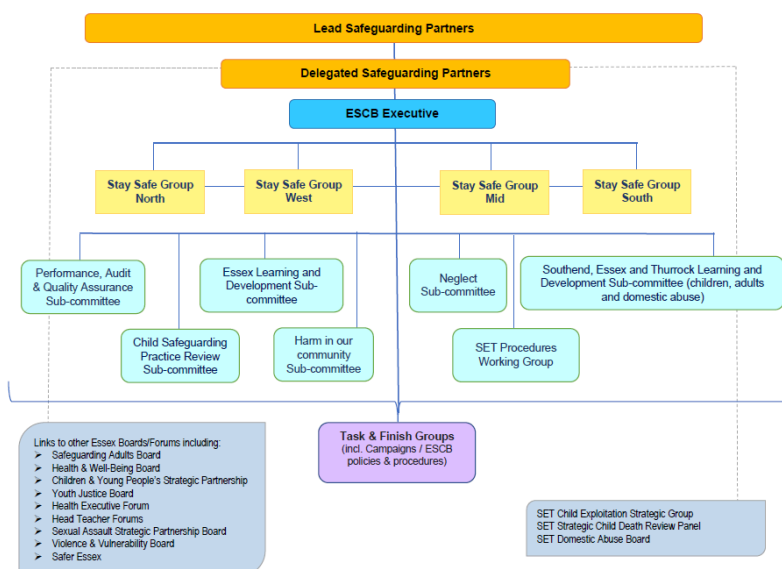 Lead Safeguarding Partners
Delegated Safeguarding Partners
ESCB Executive
Stay Safe Group
North
Stay Safe Group
West
Stay Safe Group
Mid
Stay Safe Group
South
Performance, Audit
& Quality Assurance
Sub-committee
Essex Learning and
Development Sub-
committee
Neglect
Sub-committee
Southend, Essex and Thurrock Learning and
Development Sub-committee (children, adults
and domestic abuse)
Child Safeguarding
Practice Review
Sub-committee
Harm in our
community
Sub-committee
SET Procedures
Working Group
Task & Finish Groups
(incl. Campaigns / ESCB
policies & procedures)
Links to other Essex Boards/Forums including:
➢ Safeguarding Adults Board
➢ Health & Well-Being Board
➢ Children & Young People's Strategic Partnership
➢ Youth Justice Board
➢ Health Executive Forum
➢ Head Teacher Forums
➢ Sexual Assault Strategic Partnership Board
➢ Violence & Vulnerability Board
➢ Safer Essex
SET Child Exploitation Strategic Group
SET Strategic Child Death Review Panel
SET Domestic Abuse Board